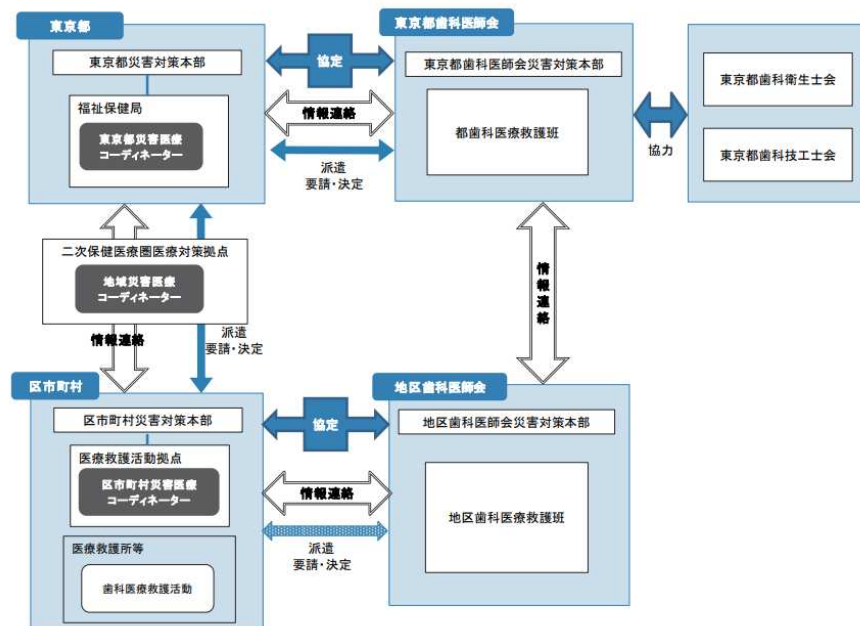 東京都
東京都災害対策本部
福祉保健局
東京都災害医療
コーディネーター
協定
情報連絡
派遣
要請・決定
東京都歯科医師会
東京都歯科医師会災害対策本部
都歯科医療救護班
協力
東京都歯科衛生士会
東京都歯科技工士会
二次保健医療圏医療対策拠点
地域災害医療
コーディネーター
情報連絡
派遣
要請・決定
情報連絡
区市町村
区市町村災害対策本部
医療救護活動拠点
区市町村災害医療
コーディネーター
医療救護所等
歯科医療救護活動
協定
情報連絡
派遣
要請・決定
地区歯科医師会
地区歯科医師会災害対策本部
地区歯科医療救護班